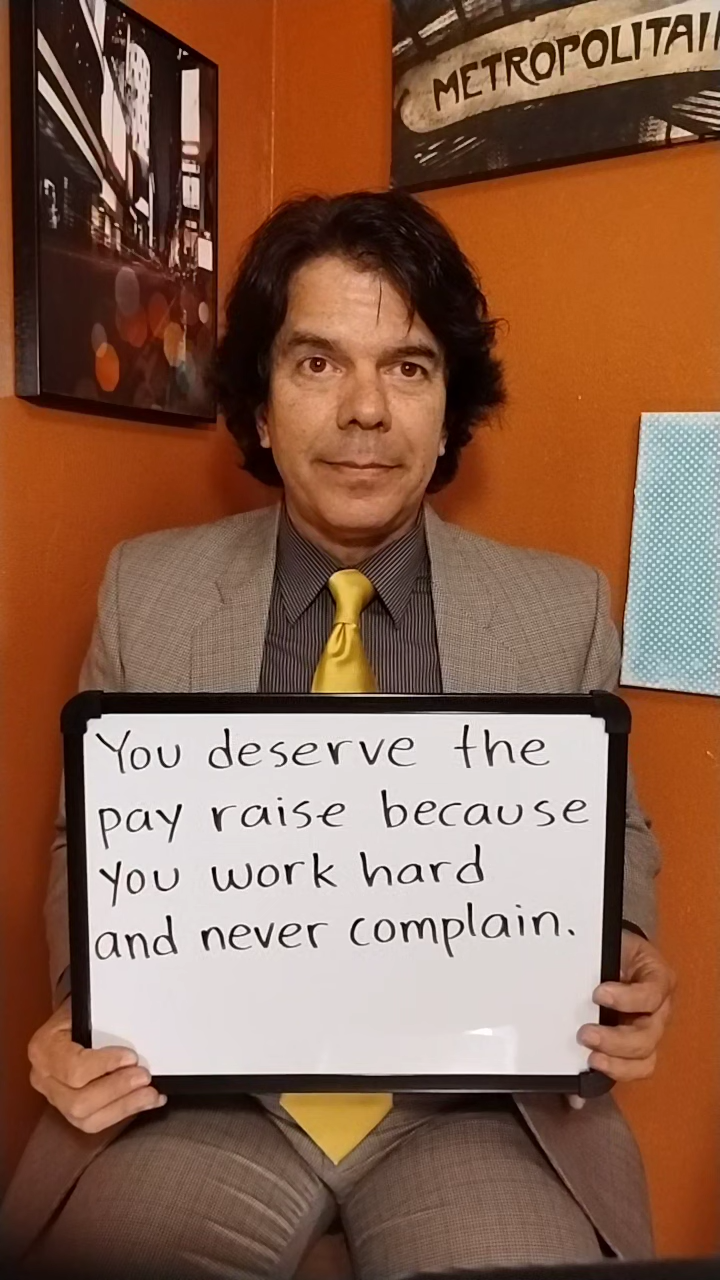 METROPOLITAI
You deserve the
pay raise because
you work hard
and never complain.